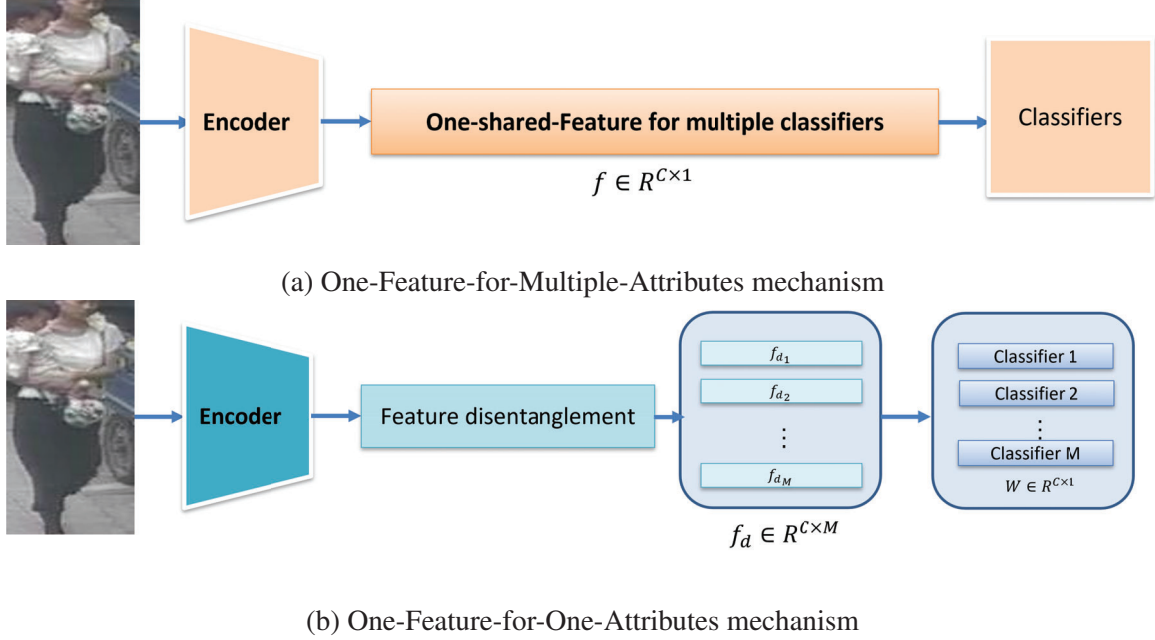 Encoder
One-shared-Feature for multiple classifiers
Classifiers
f ∈ R^{C×1}
(a) One-Feature-for-Multiple-Attributes mechanism
Encoder
Feature disentanglement
f_{d_1}
f_{d_2}
⋮
f_{d_M}
f_d ∈ R^{C×M}
Classifier 1
Classifier 2
⋮
Classifier M
W ∈ R^{C×1}
(b) One-Feature-for-One-Attributes mechanism